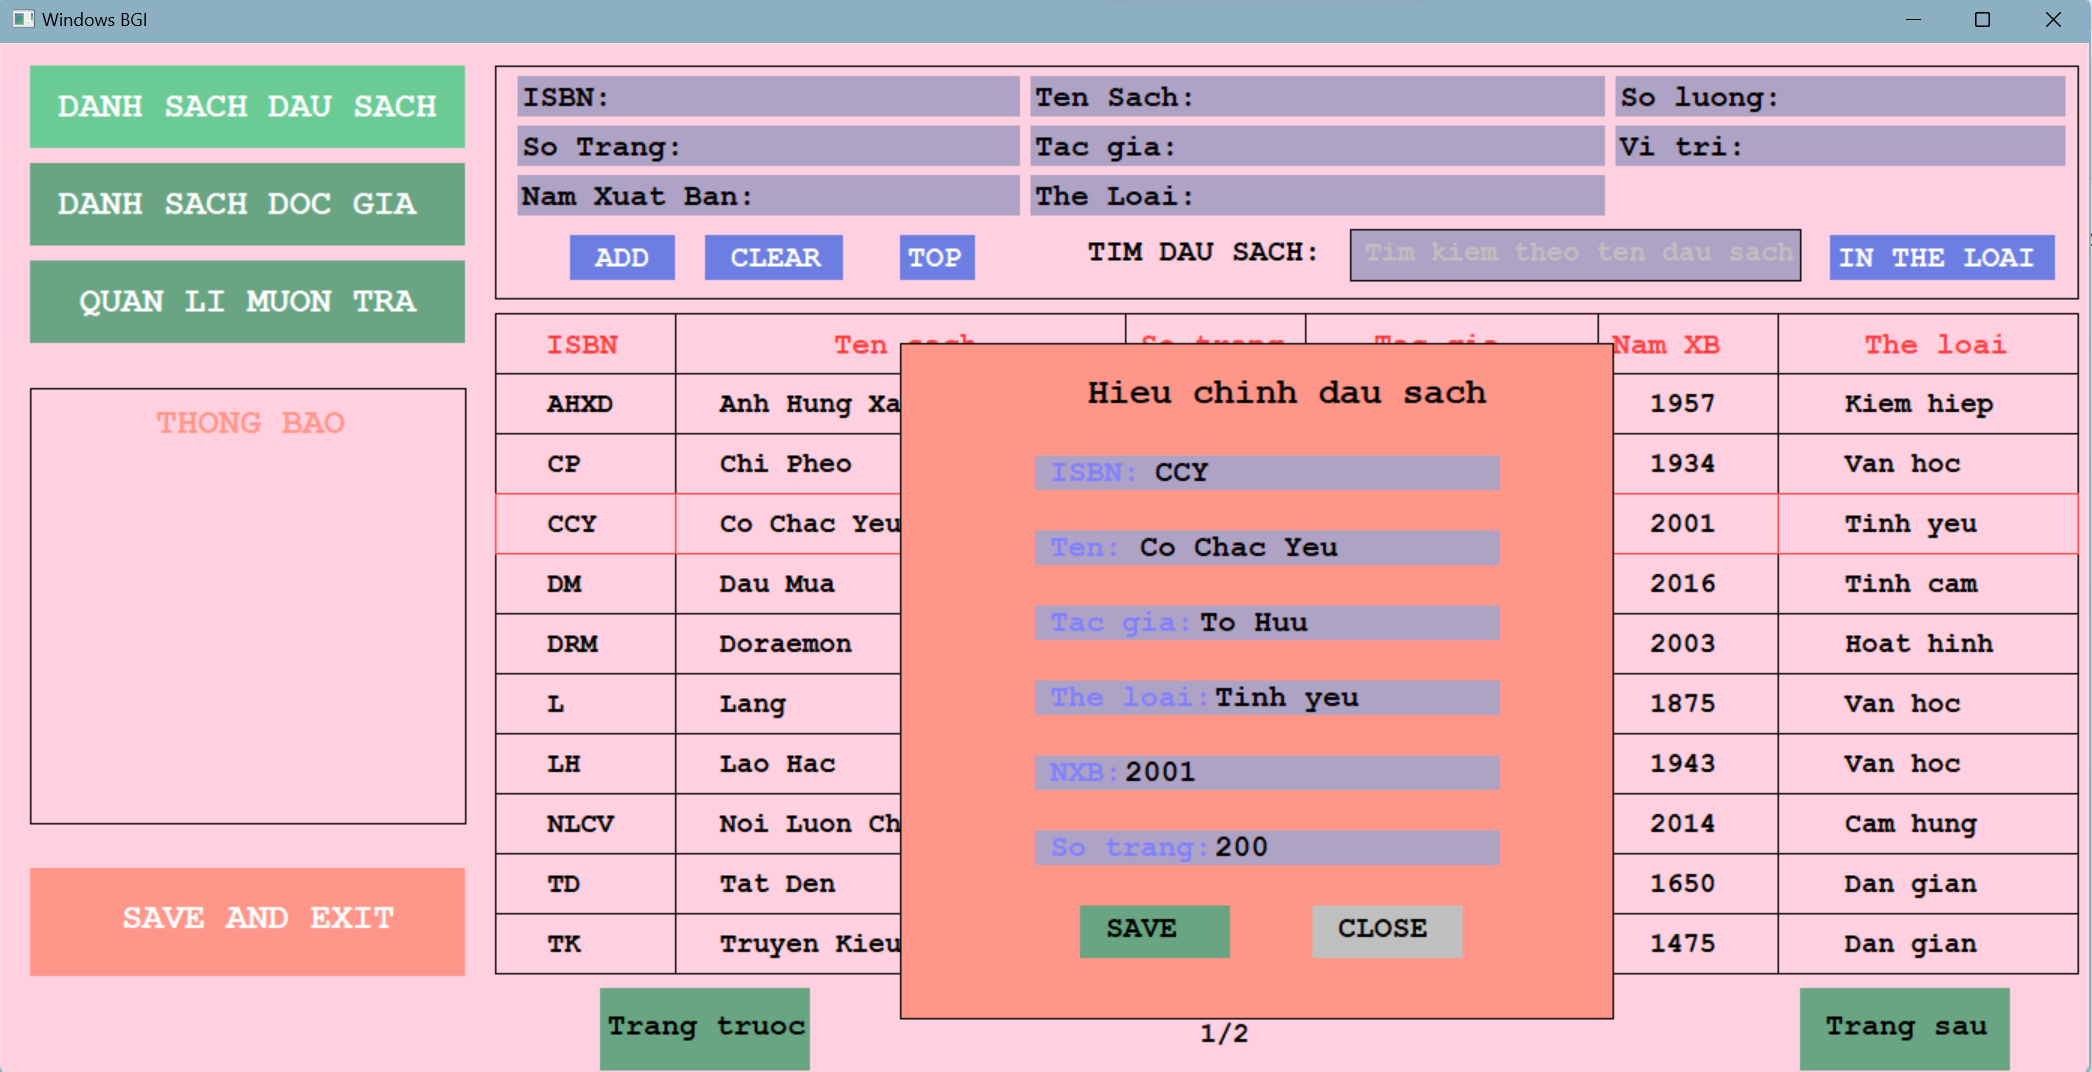 Windows BGI
DANH SACH DAU SACH
DANH SACH DOC GIA
QUAN LI MUON TRA
THONG BAO
SAVE AND EXIT
ISBN: Ten Sach: So luong:
So Trang: Tac gia: Vi tri:
Nam Xuat Ban: The Loai:
ADD CLEAR TOP TIM DAU SACH: Tim kiem theo ten dau sach IN THE LOAI
ISBN Ten sach So trang Tac gia Nam XB The loai
AHXD Anh Hung Xa 1957 Kiem hiep
CP Chi Pheo 1934 Van hoc
CCY Co Chac Yeu 2001 Tinh yeu
DM Dau Mua 2016 Tinh cam
DRM Doraemon 2003 Hoat hinh
L Lang 1875 Van hoc
LH Lao Hac 1943 Van hoc
NLCV Noi Luon Ch 2014 Cam hung
TD Tat Den 1650 Dan gian
TK Truyen Kieu 1475 Dan gian
Hieu chinh dau sach
ISBN: CCY
Ten: Co Chac Yeu
Tac gia: To Huu
The loai: Tinh yeu
NXB: 2001
So trang: 200
SAVE CLOSE
Trang truoc 1/2 Trang sau